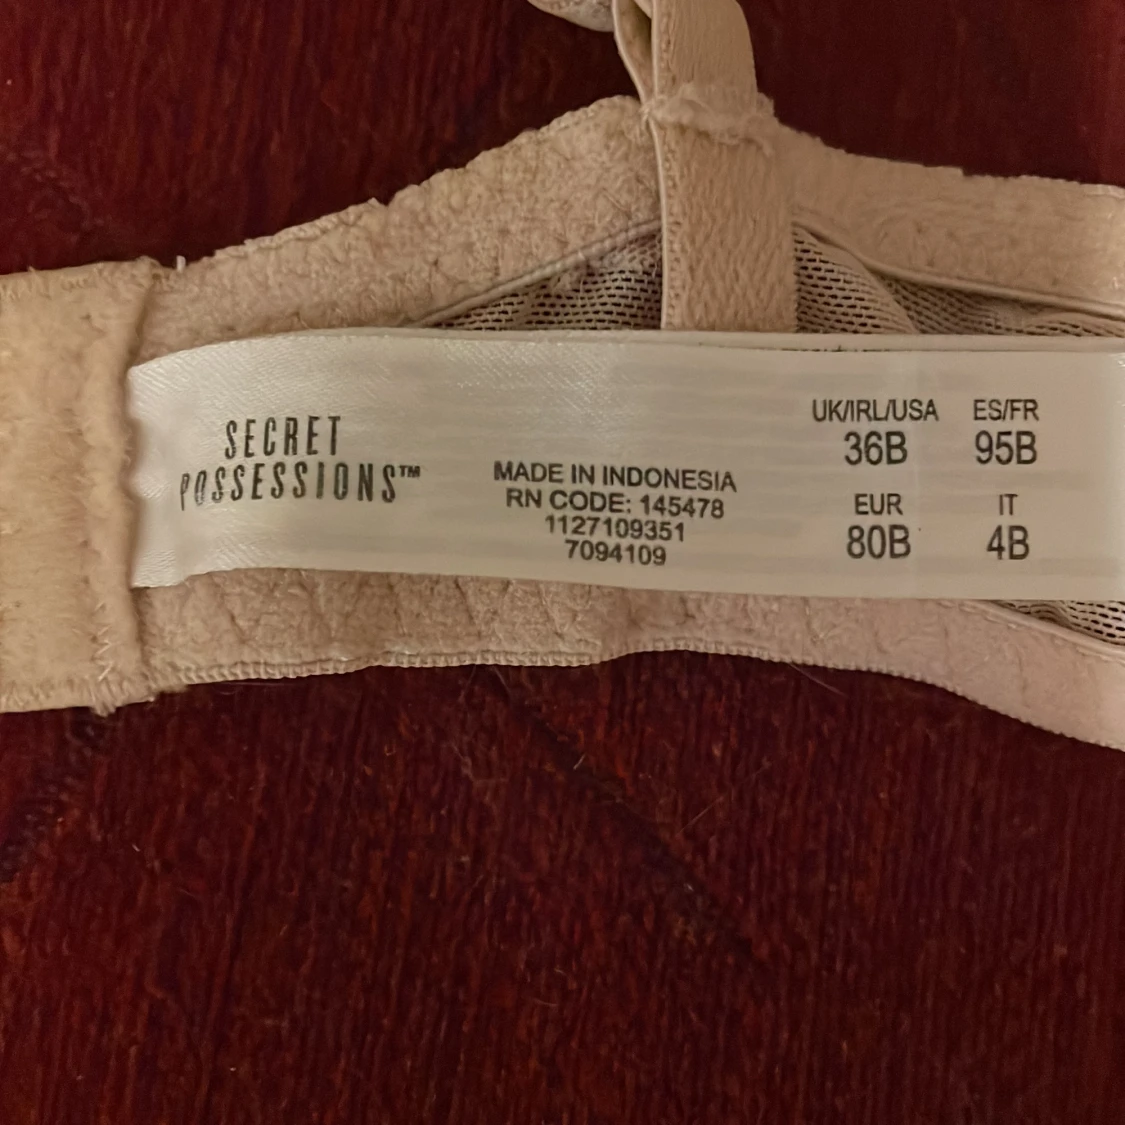 SECRET
POSSESSIONS™
MADE IN INDONESIA
RN CODE: 145478
1127109351
7094109
UK/IRL/USA ES/FR
36B 95B
EUR IT
80B 4B